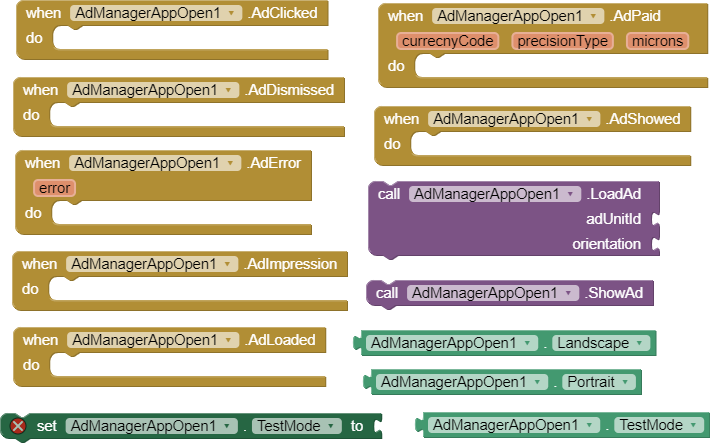 when AdManagerAppOpen1 .AdClicked
do
when AdManagerAppOpen1 .AdDismissed
do
when AdManagerAppOpen1 .AdError
error
do
when AdManagerAppOpen1 .AdImpression
do
when AdManagerAppOpen1 .AdLoaded
do
set AdManagerAppOpen1 . TestMode to
when AdManagerAppOpen1 .AdPaid
currecnyCode precisionType microns
do
when AdManagerAppOpen1 .AdShowed
do
call AdManagerAppOpen1 .LoadAd
adUnitId
orientation
call AdManagerAppOpen1 .ShowAd
AdManagerAppOpen1 . Landscape
AdManagerAppOpen1 . Portrait
AdManagerAppOpen1 . TestMode